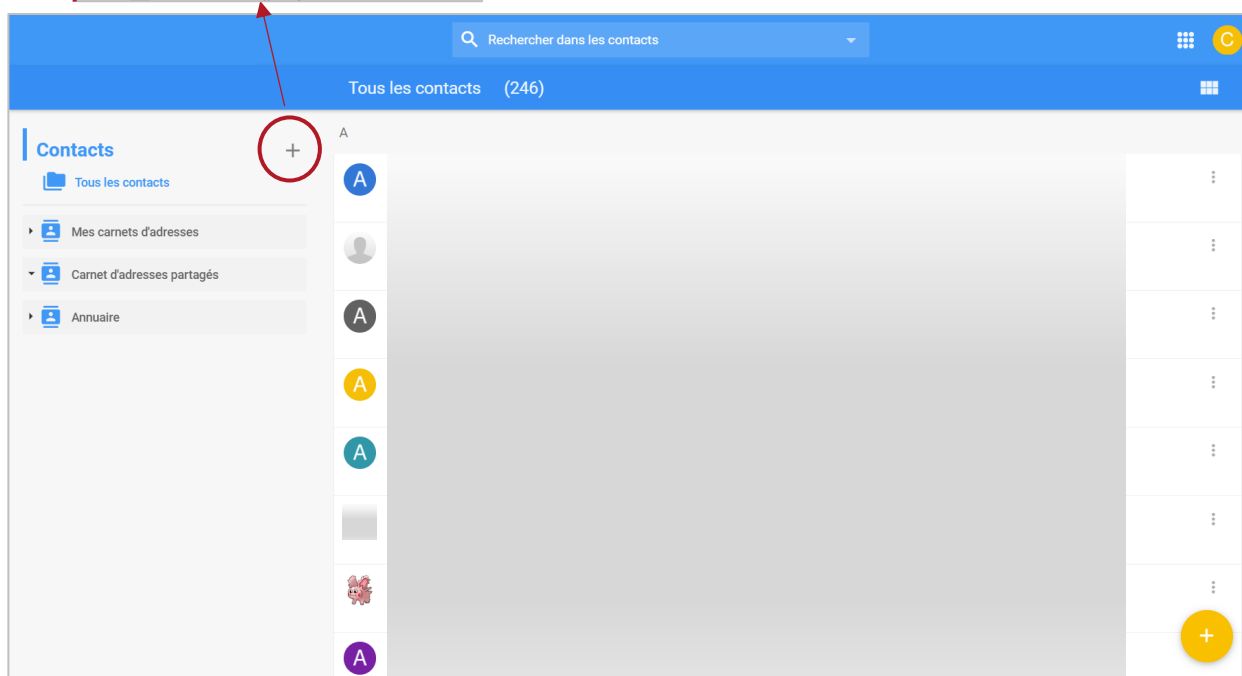 Rechercher dans les contacts
C
Tous les contacts (246)
Contacts
+
Tous les contacts
Mes carnets d'adresses
Carnet d'adresses partagés
Annuaire
A
A
A
A
A
+
A